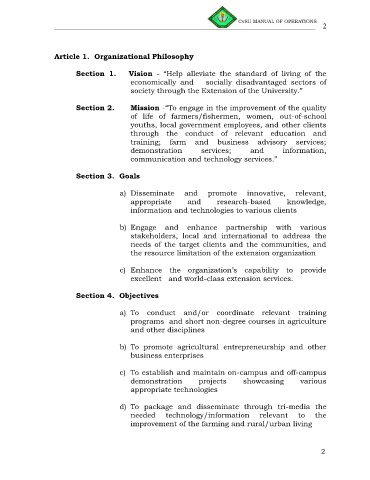 CvSU MANUAL OF OPERATIONS
2
Article 1. Organizational Philosophy
Section 1. Vision - “Help alleviate the standard of living of the
economically and socially disadvantaged sectors of
society through the Extension of the University.”
Section 2. Mission -“To engage in the improvement of the quality
of life of farmers/fishermen, women, out-of-school
youths, local government employees, and other clients
through the conduct of relevant education and
training; farm and business advisory services;
demonstration services; and information,
communication and technology services.”
Section 3. Goals
a) Disseminate and promote innovative, relevant,
appropriate and research-based knowledge,
information and technologies to various clients
b) Engage and enhance partnership with various
stakeholders, local and international to address the
needs of the target clients and the communities, and
the resource limitation of the extension organization
c) Enhance the organization’s capability to provide
excellent and world-class extension services.
Section 4. Objectives
a) To conduct and/or coordinate relevant training
programs and short non-degree courses in agriculture
and other disciplines
b) To promote agricultural entrepreneurship and other
business enterprises
c) To establish and maintain on-campus and off-campus
demonstration projects showcasing various
appropriate technologies
d) To package and disseminate through tri-media the
needed technology/information relevant to the
improvement of the farming and rural/urban living
2